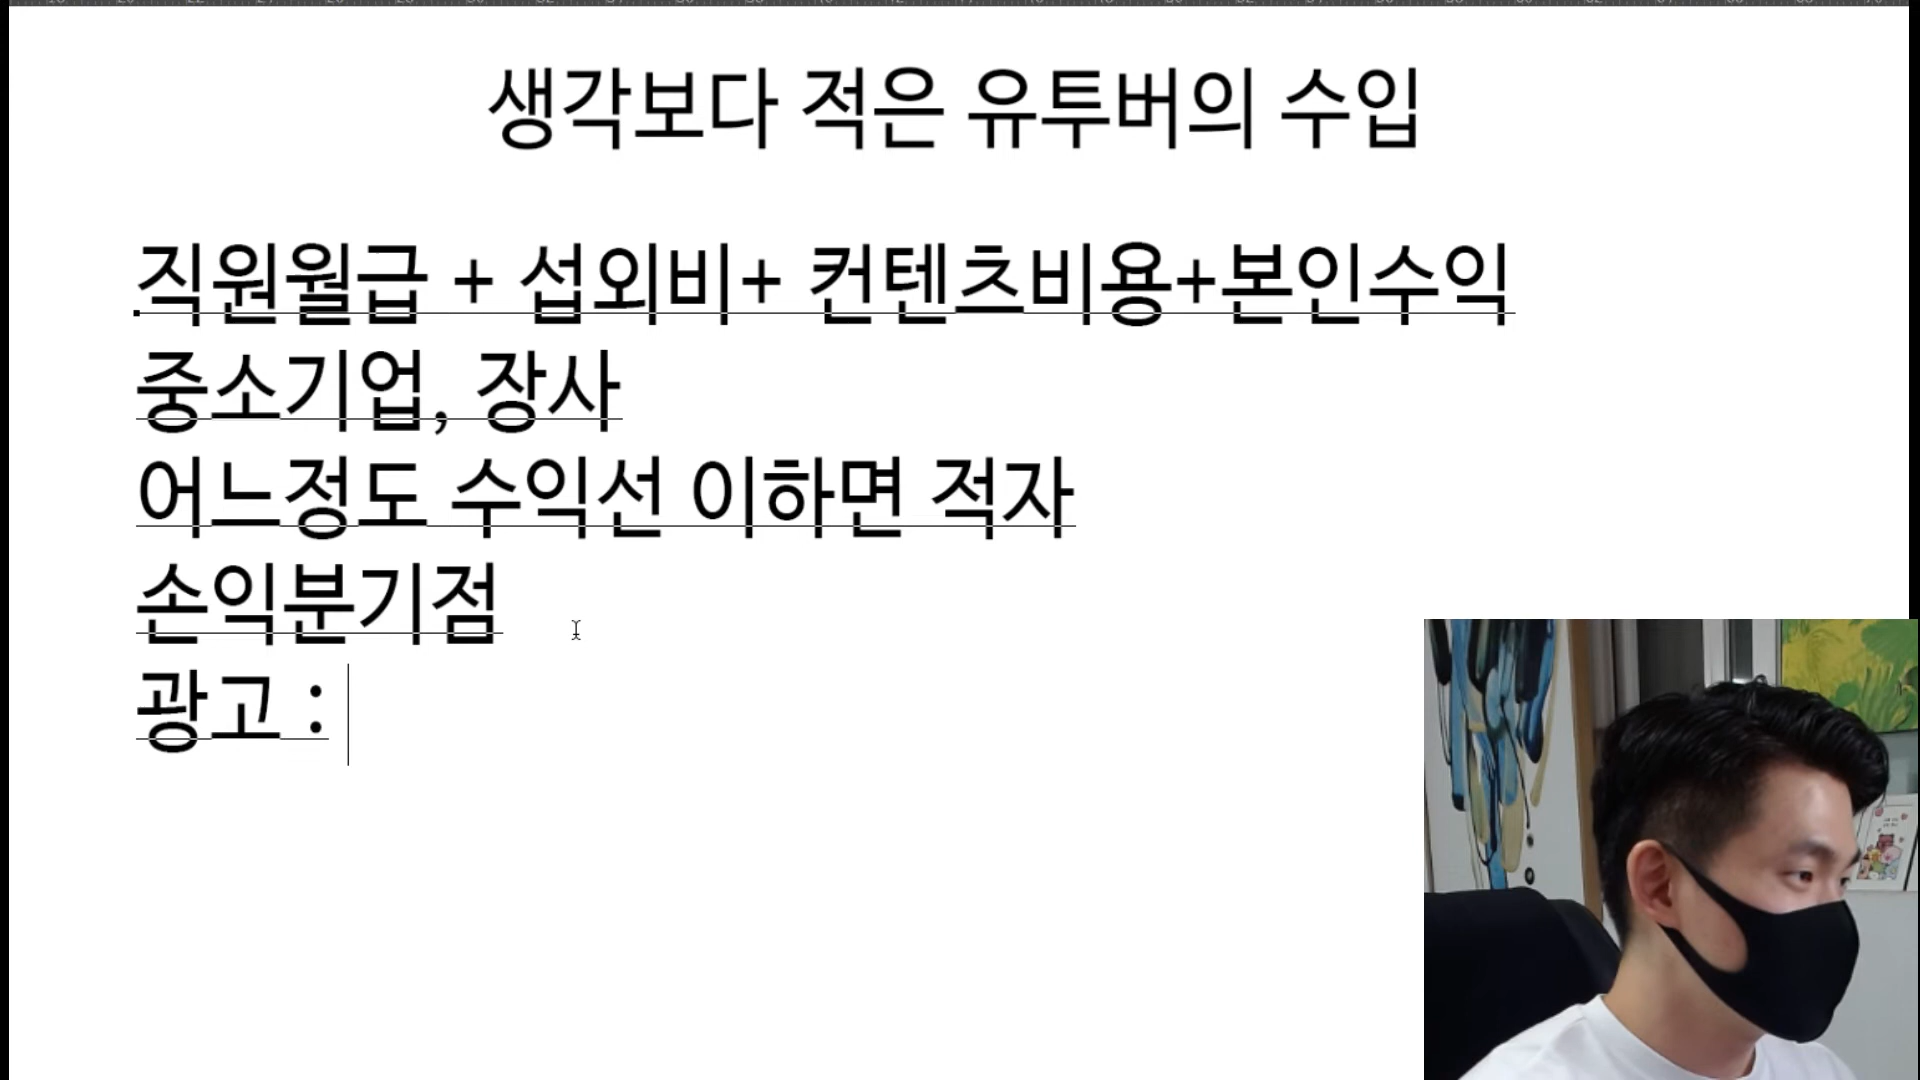 생각보다 적은 유투버의 수입
직원월급 + 섭외비+ 컨텐츠비용+본인수익
중소기업, 장사
어느정도 수익선 이하면 적자
손익분기점
광고 :